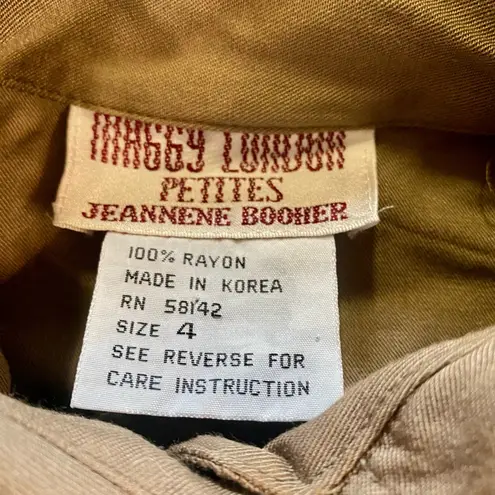 MAGGY LONDON
PETITES
JEANNENE BOOHER
100% RAYON
MADE IN KOREA
RN 58142
SIZE 4
SEE REVERSE FOR
CARE INSTRUCTION